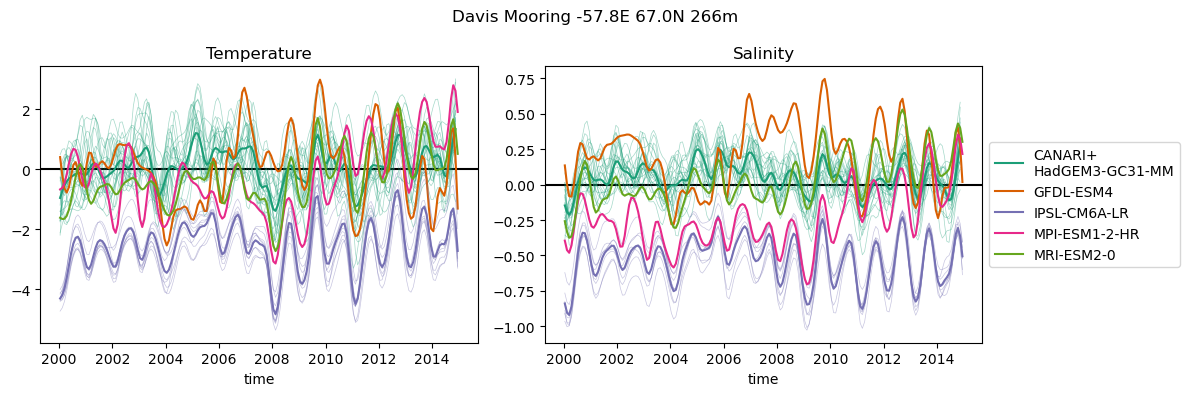 Davis Mooring -57.8E 67.0N 266m
Temperature
2
0
−2
−4
2000 2002 2004 2006 2008 2010 2012 2014
time
Salinity
0.75
0.50
0.25
0.00
−0.25
−0.50
−0.75
−1.00
2000 2002 2004 2006 2008 2010 2012 2014
time
CANARI+
HadGEM3-GC31-MM
GFDL-ESM4
IPSL-CM6A-LR
MPI-ESM1-2-HR
MRI-ESM2-0